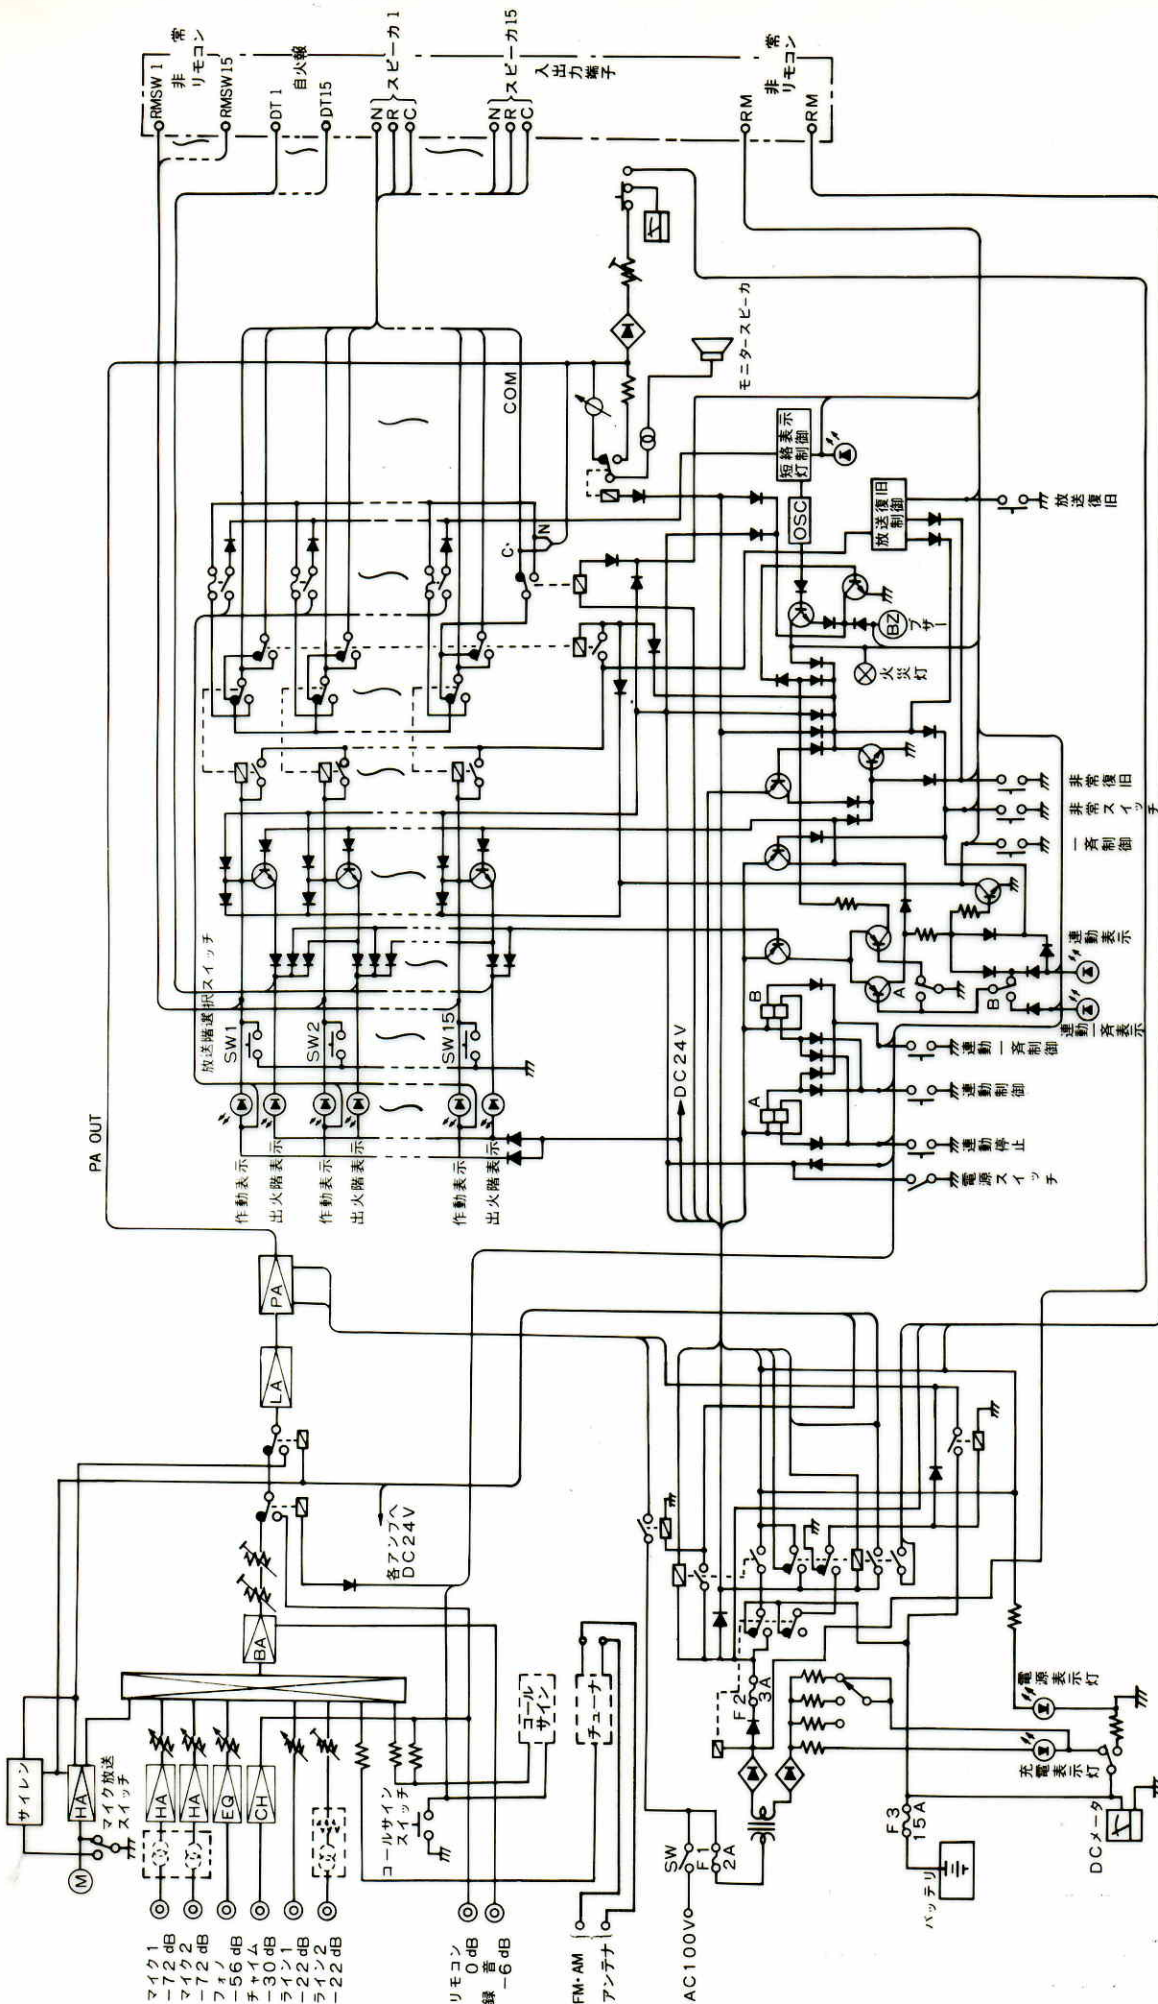 サイレン
HA
M
マイク放送
スイッチ
マイク1
-72dB
マイク2
-72dB
フォノ
-56dB
チャイム
-30dB
ライン1
-22dB
ライン2
-22dB
HA
HA
EQ
CH
BA
LA
PA
PA OUT
コールサイン
スイッチ
コール
サイン
チューナ
リモコン
0dB
録音
-6dB
FM・AM
アンテナ
各アンプへ
DC24V
AC100V
SW
F1
2A
F2
3A
F3
15A
バッテリ
DCメータ
充電表示灯
電源表示灯
放送階選択スイッチ
SW1
SW2
SW15
作動表示
出火階表示
作動表示
出火階表示
作動表示
出火階表示
DC24V
A
B
A
B
電源スイッチ
連動停止
連動制御
連動一斉制御
連動一斉表示
連動表示
一斉制御
非常スイッチ
非常復旧
放送復旧
火災灯
BZ
ブザー
OSC
短絡表示
灯制御
放送復旧
制御
モニタースピーカ
COM
C
N
RMSW1
RMSW15
非常
リモコン
DT1
DT15
自火報
N
R
C
スピーカ1
N
R
C
スピーカ15
入出力端子
RM
RM
非常
リモコン